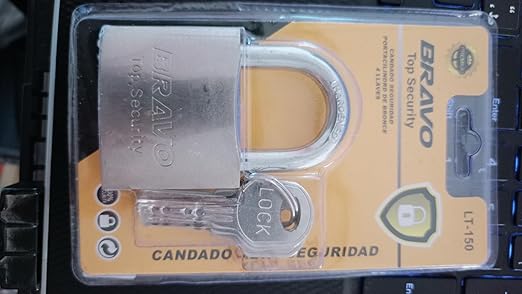 BRAVO
Top Security
CANDADO SEGURIDAD
PORTACILINDRO DE BRONCE
4 LLAVES
BRAVO
Top Security
HARDENED
LOCK
LT-150
CANDADO SEGURIDAD
Enter